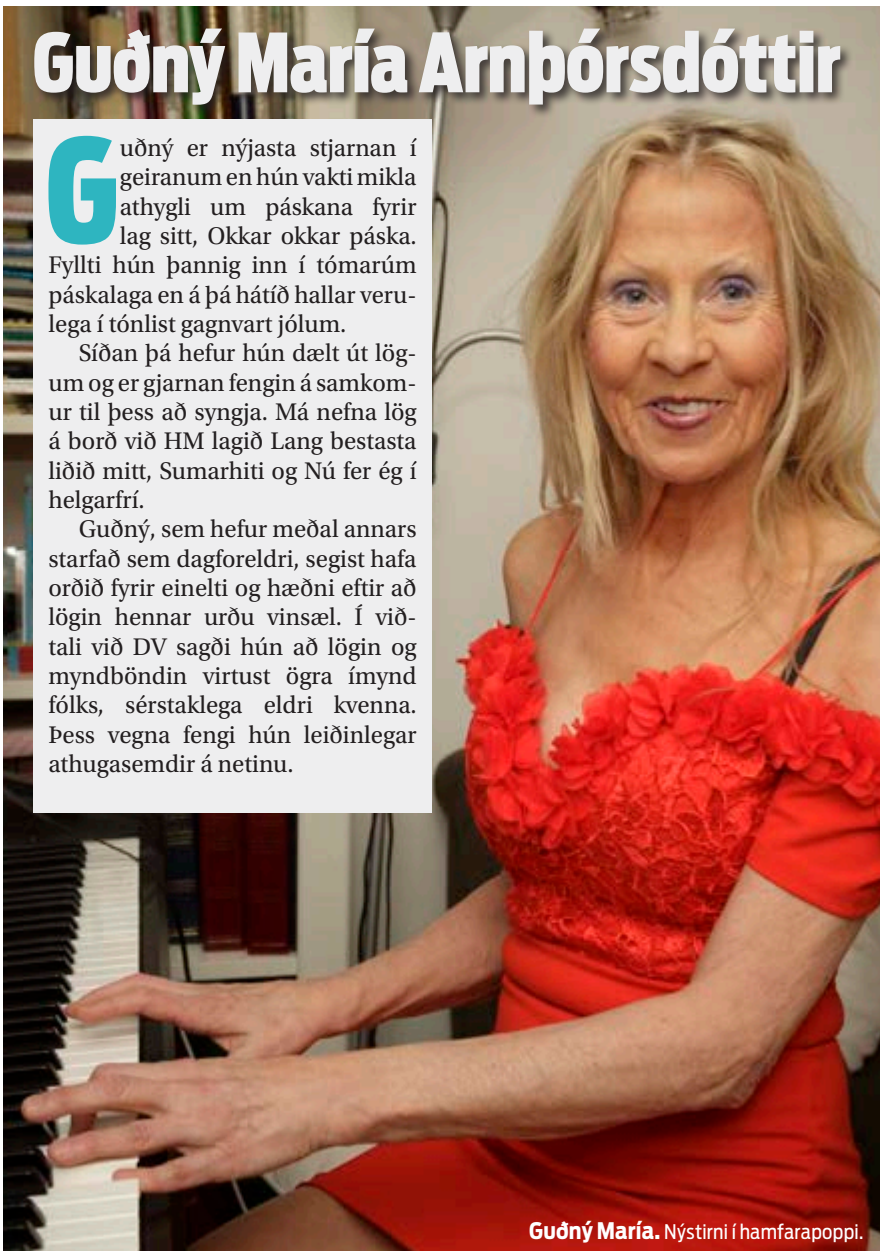 Guðný María Arnþórsdóttir
Guðný er nýjasta stjarnan í
geiranum en hún vakti mikla
athygli um páskana fyrir
lag sitt, Okkar okkar páska.
Fyllti hún þannig inn í tómarúm
páskalaga en á þá hátíð hallar veru-
lega í tónlist gagnvart jólum.
Síðan þá hefur hún dælt út lög-
um og er gjarnan fengin á samkom-
ur til þess að syngja. Má nefna lög
á borð við HM lagið Lang bestasta
liðið mitt, Sumarhiti og Nú fer ég í
helgarfrí.
Guðný, sem hefur meðal annars
starfað sem dagforeldri, segist hafa
orðið fyrir einelti og hæðni eftir að
lögin hennar urðu vinsæl. Í við-
tali við DV sagði hún að lögin og
myndböndin virtust ögra ímynd
fólks, sérstaklega eldri kvenna.
Þess vegna fengi hún leiðinlegar
athugasemdir á netinu.
Guðný María. Nýstirni í hamfarapoppi.